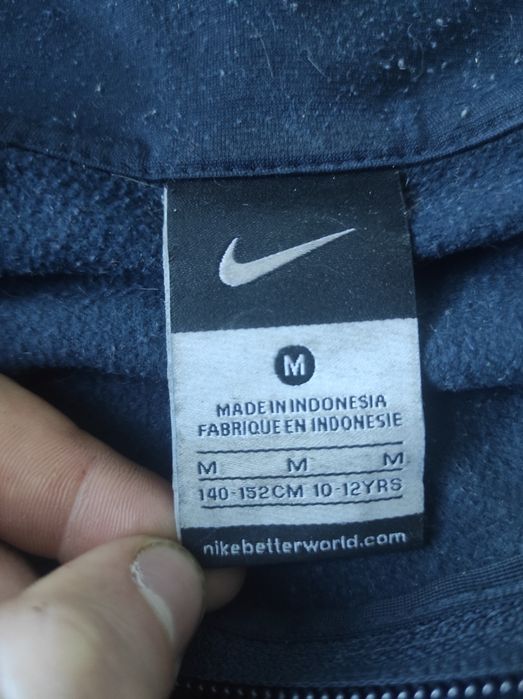 M
MADE IN INDONESIA
FABRIQUE EN INDONESIE
M M M
140-152CM 10-12YRS
nikebetterworld.com